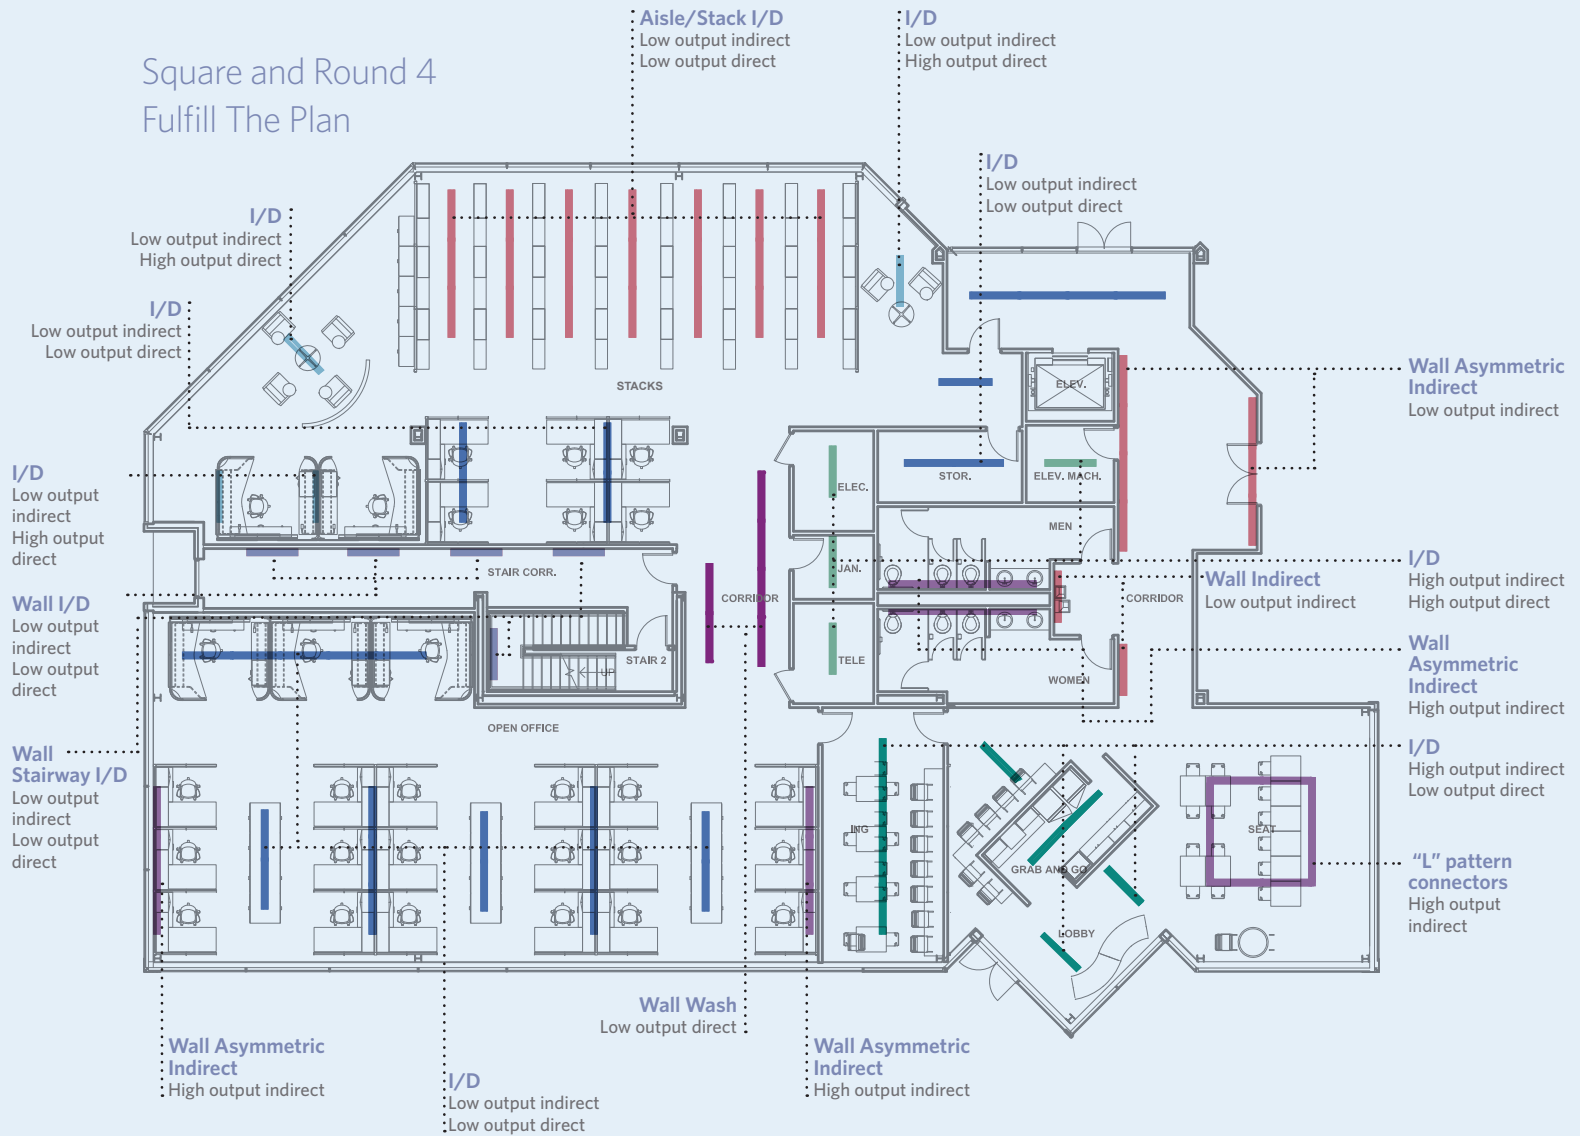 Square and Round 4
Fulfill The Plan
Aisle/Stack I/D
Low output indirect
Low output direct
I/D
Low output indirect
High output direct
I/D
Low output indirect
Low output direct
I/D
Low output indirect
High output direct
I/D
Low output indirect
Low output direct
I/D
Low output
indirect
High output
direct
Wall I/D
Low output
indirect
Low output
direct
Wall
Stairway I/D
Low output
indirect
Low output
direct
Wall Asymmetric
Indirect
High output indirect
I/D
Low output indirect
Low output direct
Wall Wash
Low output direct
Wall Asymmetric
Indirect
High output indirect
Wall Asymmetric
Indirect
Low output indirect
I/D
High output indirect
High output direct
Wall Indirect
Low output indirect
Wall
Asymmetric
Indirect
High output indirect
I/D
High output indirect
Low output direct
“L” pattern
connectors
High output
indirect
STACKS
ELEV.
ELEC.
STOR.
ELEV. MACH.
MEN
STAIR CORR.
JAN.
CORRIDOR
CORRIDOR
STAIR 2
UP
TELE
WOMEN
OPEN OFFICE
ING
GRAB AND GO
SEAT
LOBBY